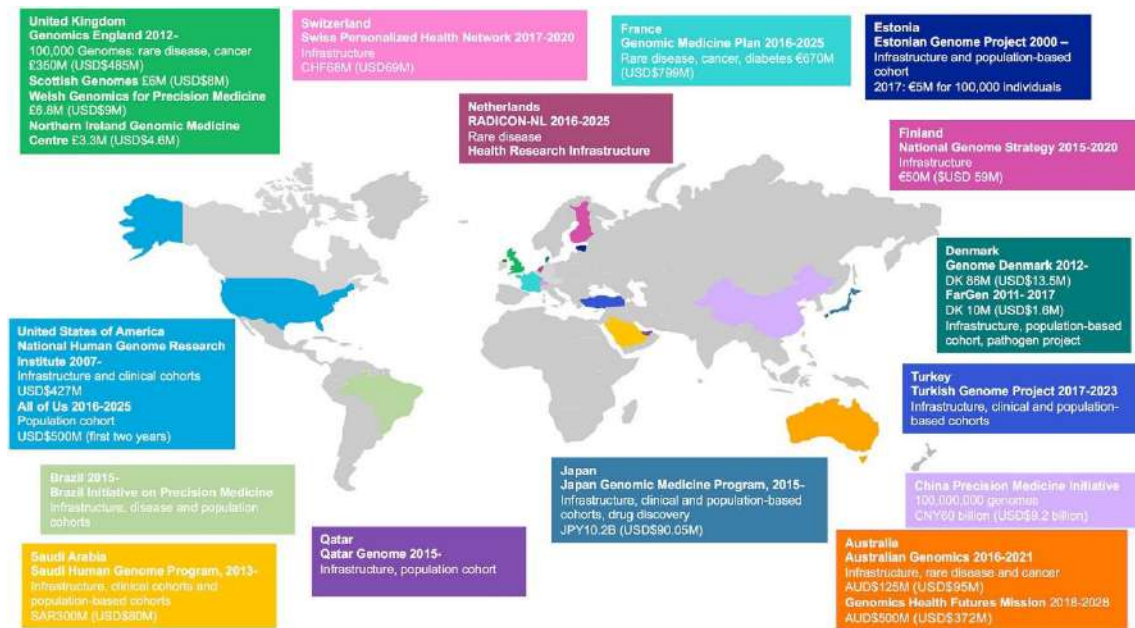 United Kingdom
Genomics England 2012-
100,000 Genomes: rare disease, cancer
£350M (USD$485M)
Scottish Genomes £6M (USD$8M)
Welsh Genomics for Precision Medicine
£6.8M (USD$9M)
Northern Ireland Genomic Medicine
Centre £3.3M (USD$4.6M)
Switzerland
Swiss Personalized Health Network 2017-2020
Infrastructure
CHF68M (USD69M)
France
Genomic Medicine Plan 2016-2025
Rare disease, cancer, diabetes €670M
(USD$799M)
Estonia
Estonian Genome Project 2000 –
Infrastructure and population-based
cohort
2017: €5M for 100,000 individuals
Netherlands
RADICON-NL 2016-2025
Rare disease
Health Research Infrastructure
Finland
National Genome Strategy 2015-2020
Infrastructure
€50M ($USD 59M)
Denmark
Genome Denmark 2012-
DK 86M (USD$13.5M)
FarGen 2011- 2017
DK 10M (USD$1.6M)
Infrastructure, population-based
cohort, pathogen project
United States of America
National Human Genome Research
Institute 2007-
Infrastructure and clinical cohorts
USD$427M
All of Us 2016-2025
Population cohort
USD$500M (first two years)
Turkey
Turkish Genome Project 2017-2023
Infrastructure, clinical and population-
based cohorts
Brazil 2015-
Brazil Initiative on Precision Medicine
Infrastructure, disease and population
cohorts
Japan
Japan Genomic Medicine Program, 2015-
Infrastructure, clinical and population-based
cohorts, drug discovery
JPY10.2B (USD$90.05M)
China Precision Medicine Initiative
100,000,000 genomes
CNY60 billion (USD$9.2 billion)
Saudi Arabia
Saudi Human Genome Program, 2013-
Infrastructure, clinical cohorts and
population-based cohorts
SAR300M (USD$80M)
Qatar
Qatar Genome 2015-
Infrastructure, population cohort
Australia
Australian Genomics 2016-2021
Infrastructure, rare disease and cancer
AUD$125M (USD$95M)
Genomics Health Futures Mission 2018-2028
AUD$500M (USD$372M)